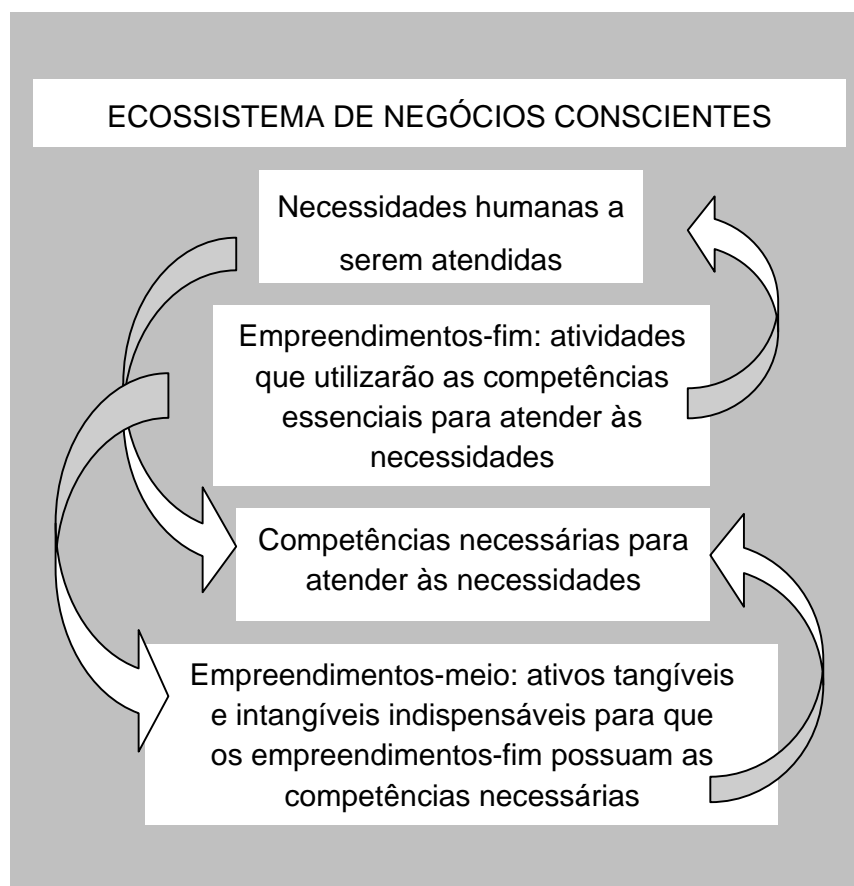 ECOSSISTEMA DE NEGÓCIOS CONSCIENTES
Necessidades humanas a
serem atendidas
Empreendimentos-fim: atividades
que utilizarão as competências
essenciais para atender às
necessidades
Competências necessárias para
atender às necessidades
Empreendimentos-meio: ativos tangíveis
e intangíveis indispensáveis para que
os empreendimentos-fim possuam as
competências necessárias